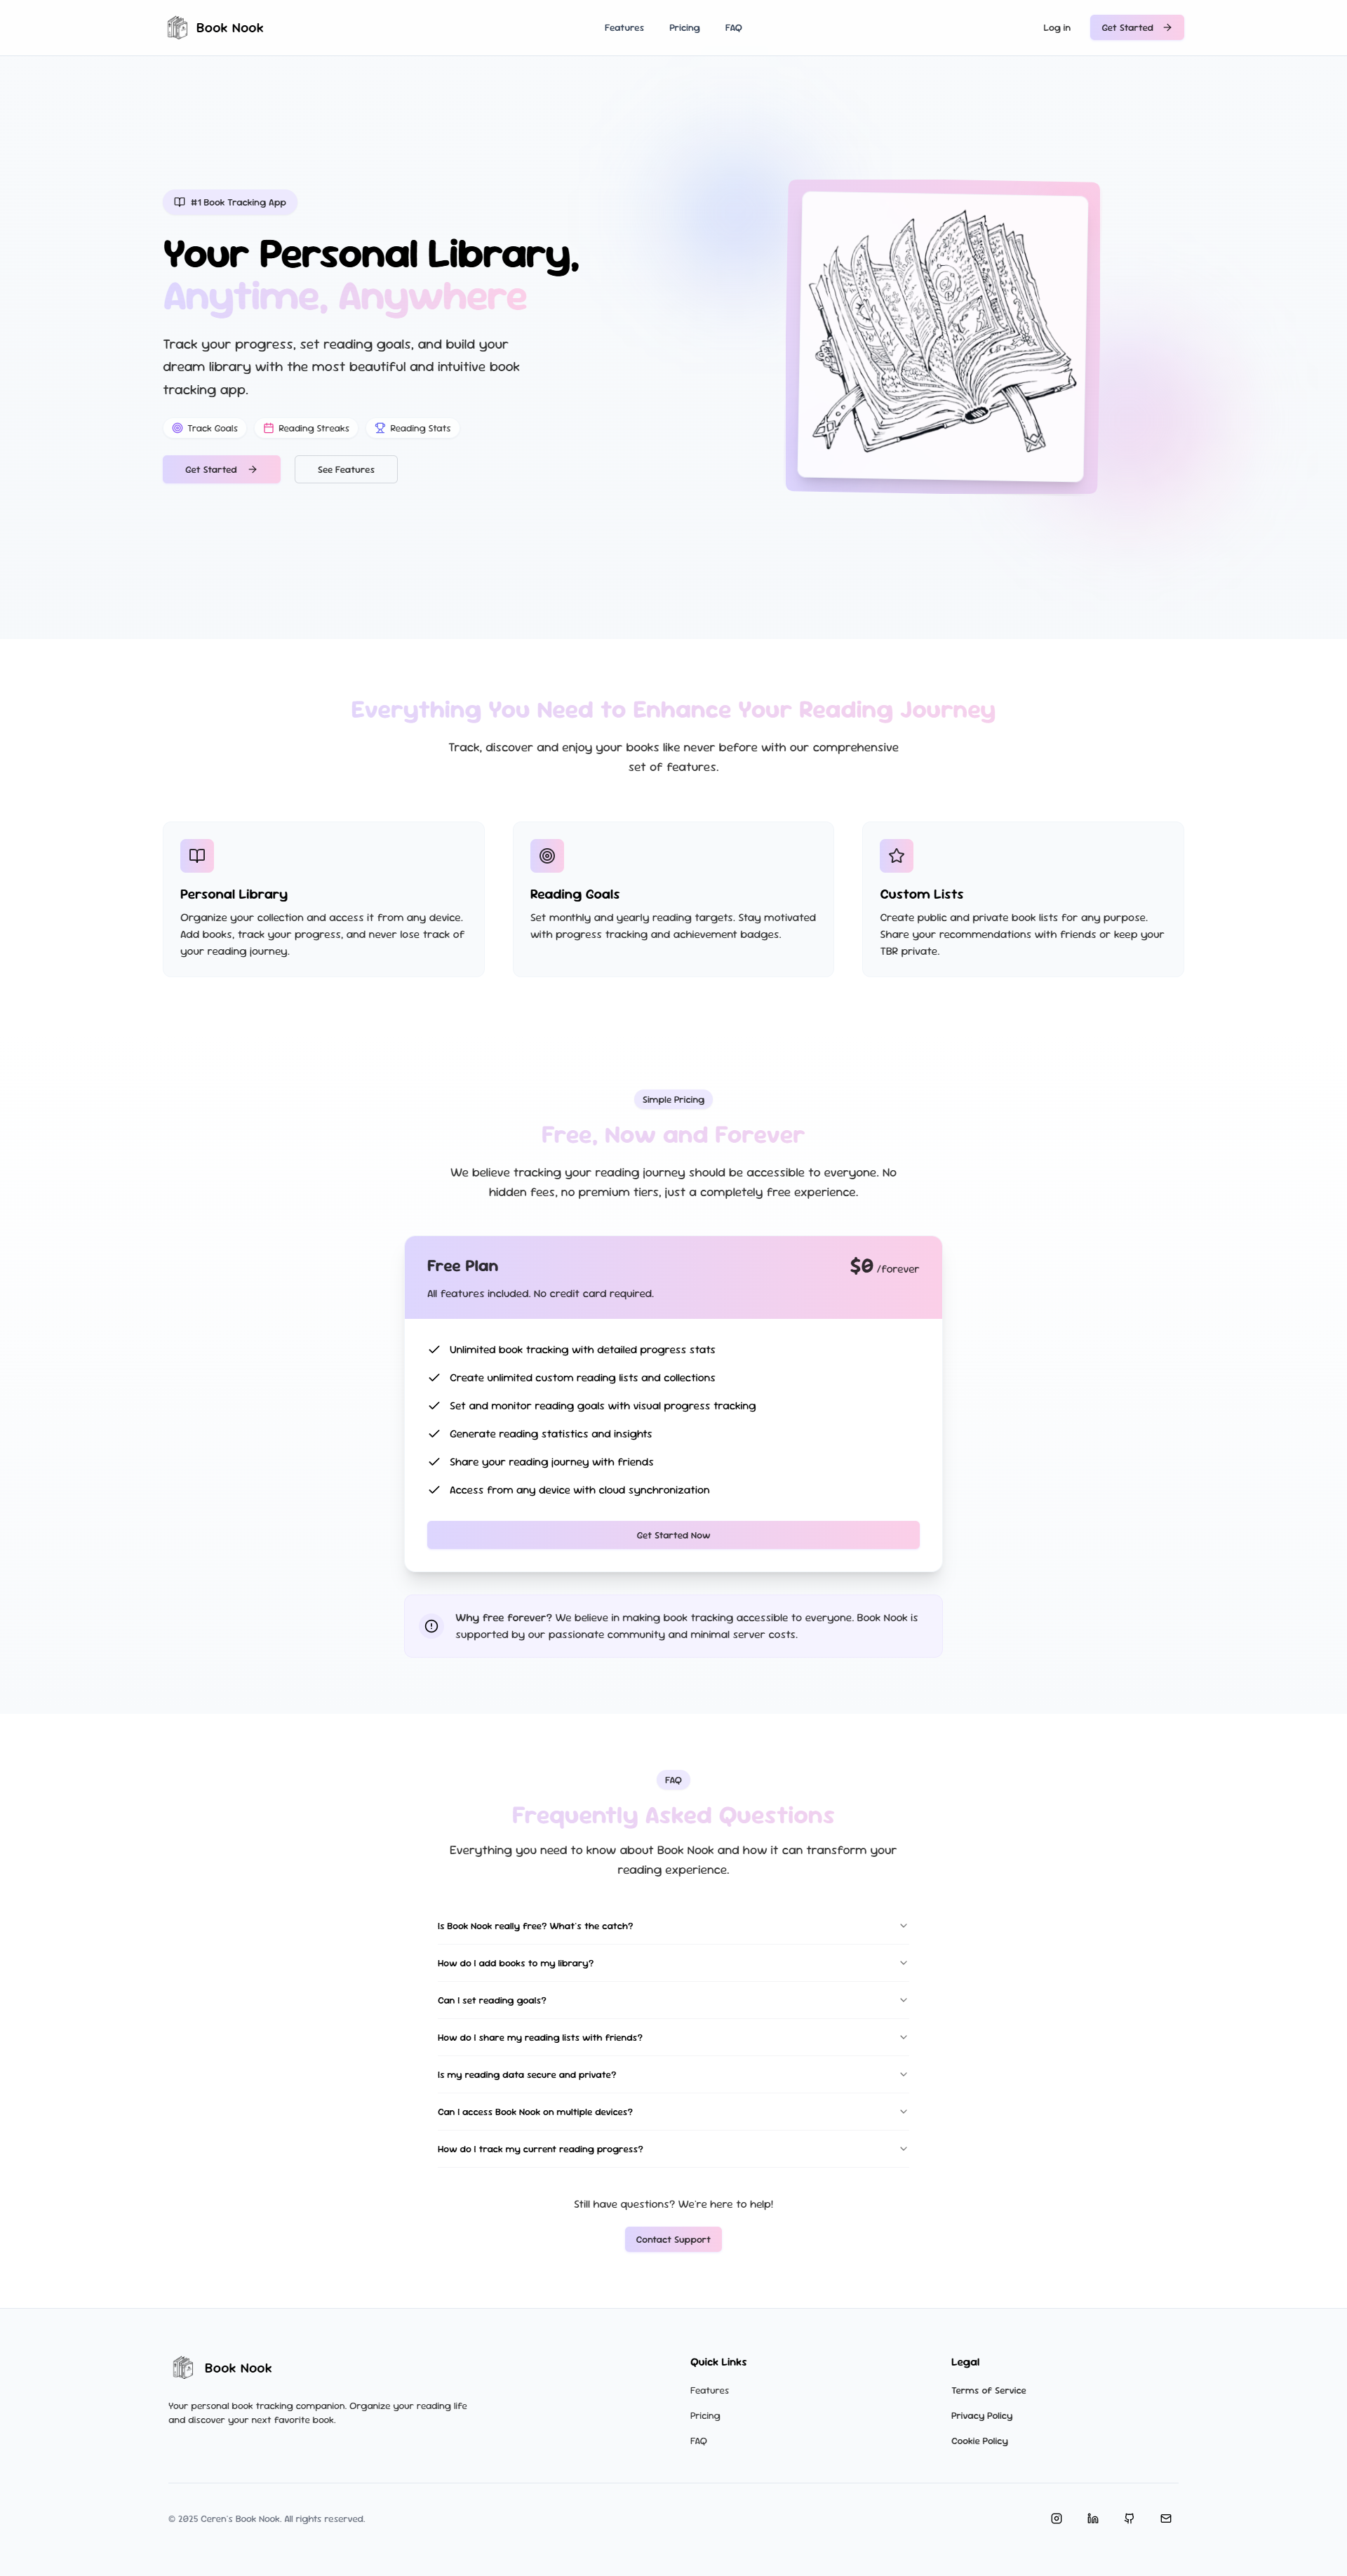 Book Nook
Features
Pricing
FAQ
Log in
Get Started
#1 Book Tracking App
Your Personal Library,
Anytime, Anywhere
Track your progress, set reading goals, and build your
dream library with the most beautiful and intuitive book
tracking app.
Track Goals
Reading Streaks
Reading Stats
Get Started
See Features
Everything You Need to Enhance Your Reading Journey
Track, discover and enjoy your books like never before with our comprehensive
set of features.
Personal Library
Organize your collection and access it from any device.
Add books, track your progress, and never lose track of
your reading journey.
Reading Goals
Set monthly and yearly reading targets. Stay motivated
with progress tracking and achievement badges.
Custom Lists
Create public and private book lists for any purpose.
Share your recommendations with friends or keep your
TBR private.
Simple Pricing
Free, Now and Forever
We believe tracking your reading journey should be accessible to everyone. No
hidden fees, no premium tiers, just a completely free experience.
Free Plan
$0 /forever
All features included. No credit card required.
Unlimited book tracking with detailed progress stats
Create unlimited custom reading lists and collections
Set and monitor reading goals with visual progress tracking
Generate reading statistics and insights
Share your reading journey with friends
Access from any device with cloud synchronization
Get Started Now
Why free forever? We believe in making book tracking accessible to everyone. Book Nook is
supported by our passionate community and minimal server costs.
FAQ
Frequently Asked Questions
Everything you need to know about Book Nook and how it can transform your
reading experience.
Is Book Nook really free? What's the catch?
How do I add books to my library?
Can I set reading goals?
How do I share my reading lists with friends?
Is my reading data secure and private?
Can I access Book Nook on multiple devices?
How do I track my current reading progress?
Still have questions? We're here to help!
Contact Support
Book Nook
Your personal book tracking companion. Organize your reading life
and discover your next favorite book.
Quick Links
Features
Pricing
FAQ
Legal
Terms of Service
Privacy Policy
Cookie Policy
© 2025 Ceren's Book Nook. All rights reserved.